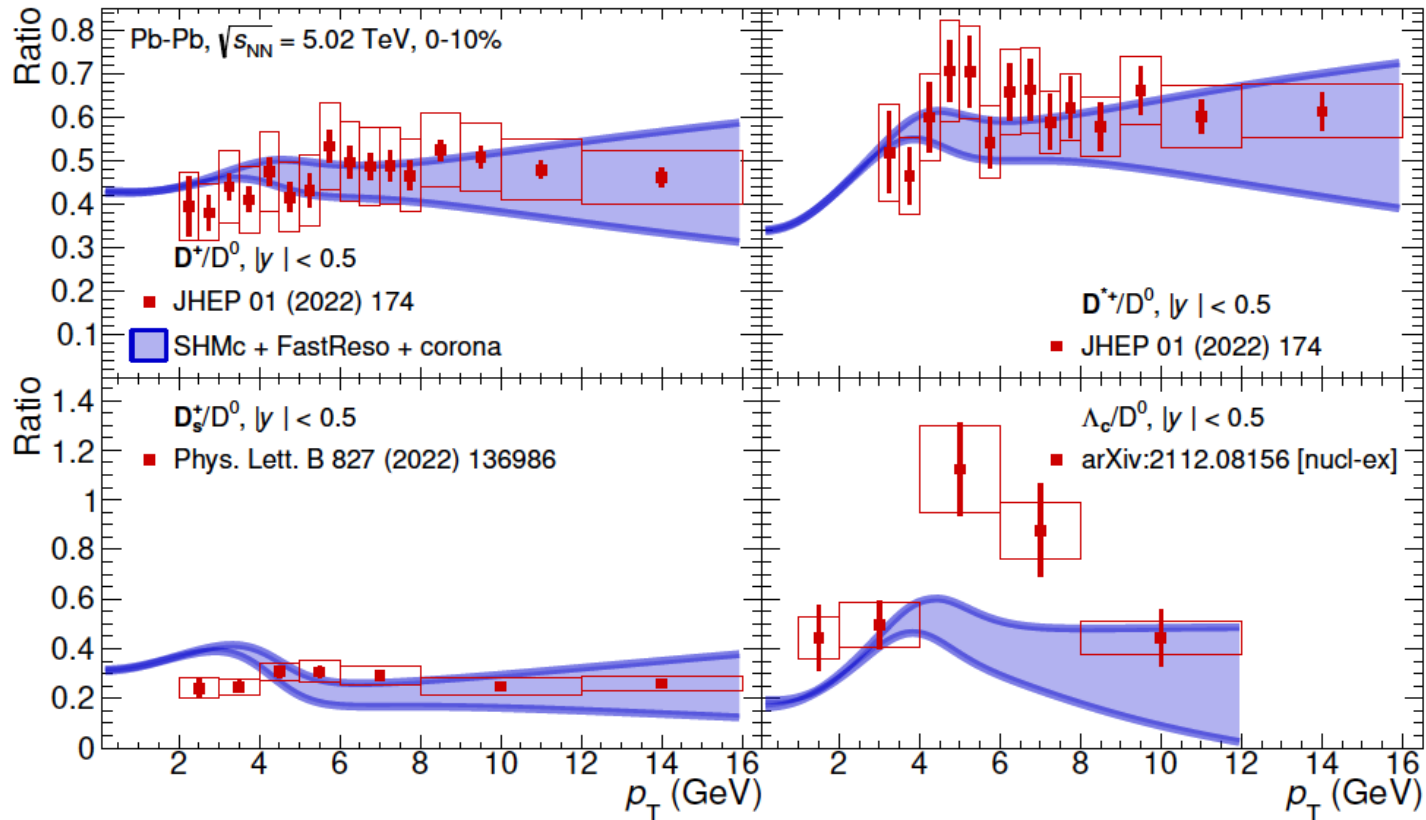 Ratio
0.8
0.7
0.6
0.5
0.4
0.3
0.2
0.1
Pb-Pb, √sNN = 5.02 TeV, 0-10%
D⁺/D⁰, |y| < 0.5
JHEP 01 (2022) 174
SHMc + FastReso + corona
D*⁺/D⁰, |y| < 0.5
JHEP 01 (2022) 174
Ratio
1.4
1.2
1
0.8
0.6
0.4
0.2
0
Ds⁺/D⁰, |y| < 0.5
Phys. Lett. B 827 (2022) 136986
Λc/D⁰, |y| < 0.5
arXiv:2112.08156 [nucl-ex]
2 4 6 8 10 12 14 16
pT (GeV)
2 4 6 8 10 12 14 16
pT (GeV)